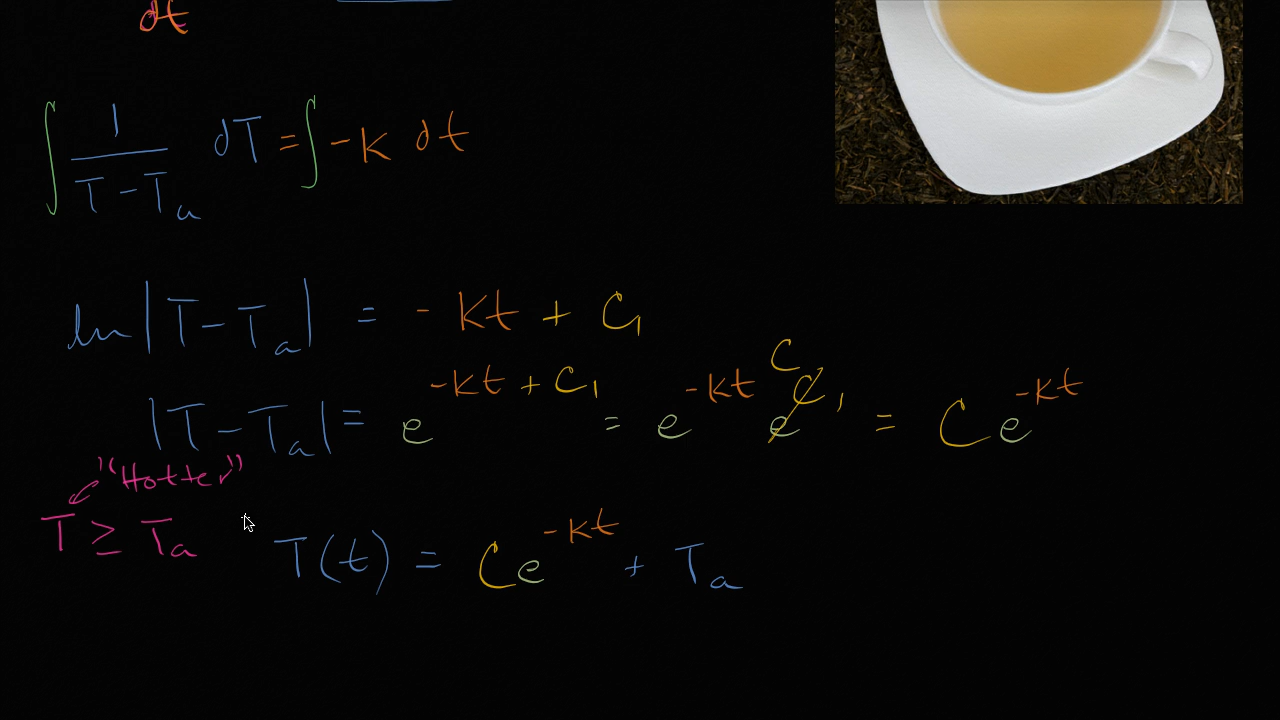 dt
∫ 1/(T - Tₐ) dT = ∫ -k dt
ln|T - Tₐ| = -kt + C₁
|T - Tₐ| = e^(-kt + C₁) = e^(-kt) e^(C₁) C = Ce^(-kt)
"Hotter"
T ≥ Tₐ T(t) = Ce^(-kt) + Tₐ